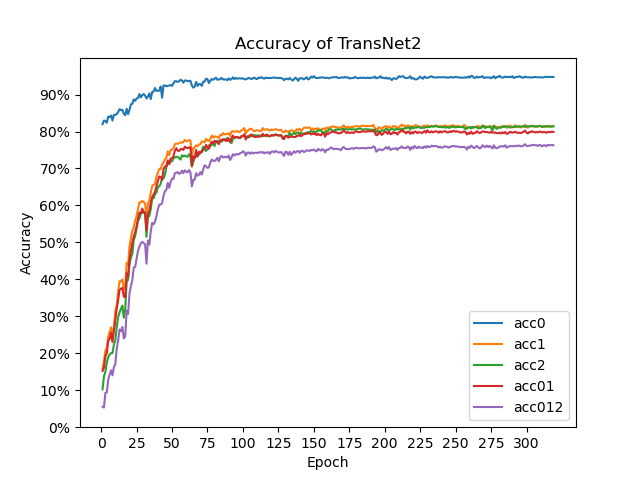 Accuracy of TransNet2
Accuracy
90%
80%
70%
60%
50%
40%
30%
20%
10%
0%
acc0
acc1
acc2
acc01
acc012
0 25 50 75 100 125 150 175 200 225 250 275 300
Epoch